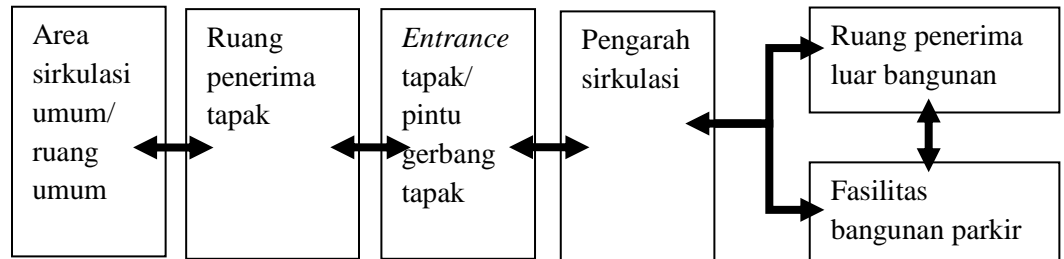 Area
sirkulasi
umum/
ruang
umum
Ruang
penerima
tapak
Entrance
tapak/
pintu
gerbang
tapak
Pengarah
sirkulasi
Ruang penerima
luar bangunan
Fasilitas
bangunan parkir